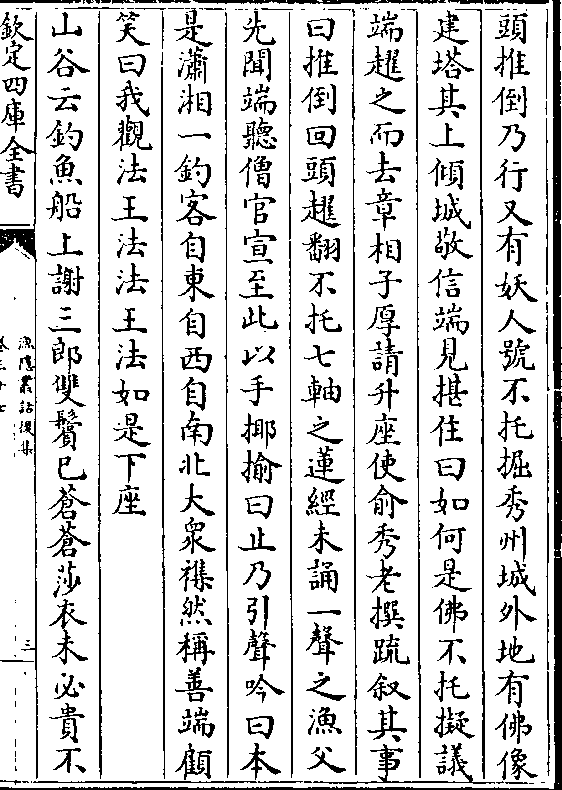 頭推倒乃行又有妖人號不托掘秀州城外地有佛像
建塔其上傾城敬信端見揕住曰如何是佛不托擬議
端趯之而去章相子厚請升座使俞秀老撰疏叙其事
曰推倒回頭趯翻不托七軸之蓮經未誦一聲之漁父
先聞端聽僧官宣至此以手揶揄曰止乃引聲吟曰本
是瀟湘一釣客自東自西自南北大衆襍然稱善端顧
笑曰我觀法王法法王法如是下座
山谷云釣魚船上謝三郎雙鬢已蒼蒼莎衣未必貴不
欽定四庫全書
漁隠叢話後集
卷三十七
三